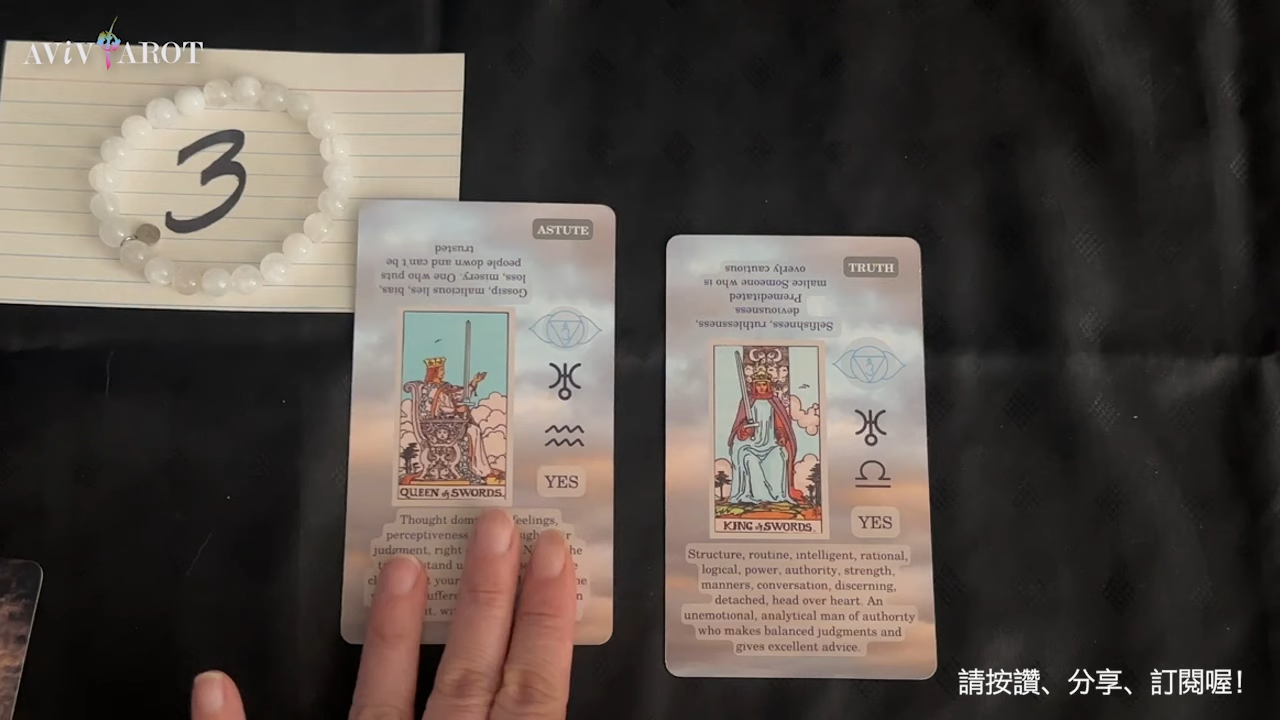 AViV TAROT
3
ASTUTE
Gossip, malicious lies, bias,
loss, misery. One who puts
people down and can't be
trusted
YES
QUEEN of SWORDS.
Thought feelings,
perceptiveness
judgment, right
your
TRUTH
Selfishness, ruthlessness,
deviousness
Premeditated
malice Someone who is
overly cautious
YES
KING of SWORDS.
Structure, routine, intelligent, rational,
logical, power, authority, strength,
manners, conversation, discerning,
detached, head over heart. An
unemotional, analytical man of authority
who makes balanced judgments and
gives excellent advice.
請按讚、分享、訂閱喔!